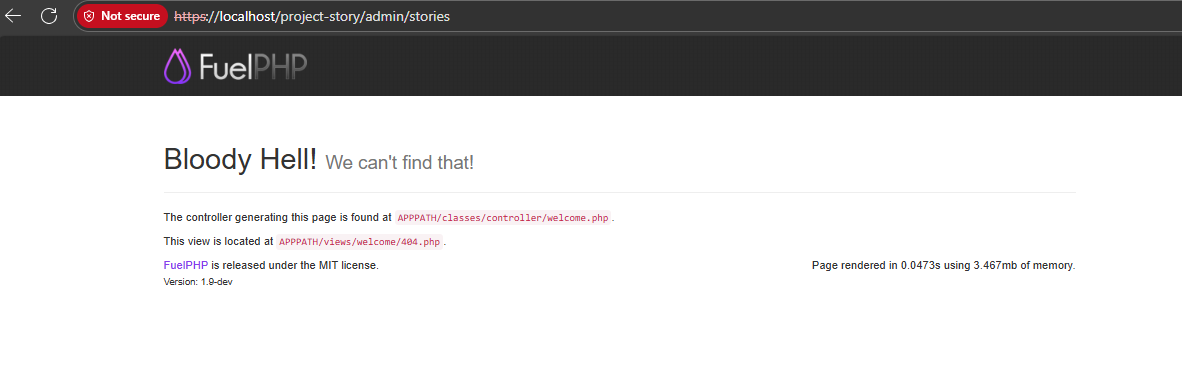 Not secure https://localhost/project-story/admin/stories
FuelPHP
Bloody Hell! We can't find that!
The controller generating this page is found at APPPATH/classes/controller/welcome.php.
This view is located at APPPATH/views/welcome/404.php.
FuelPHP is released under the MIT license. Page rendered in 0.0473s using 3.467mb of memory.
Version: 1.9-dev